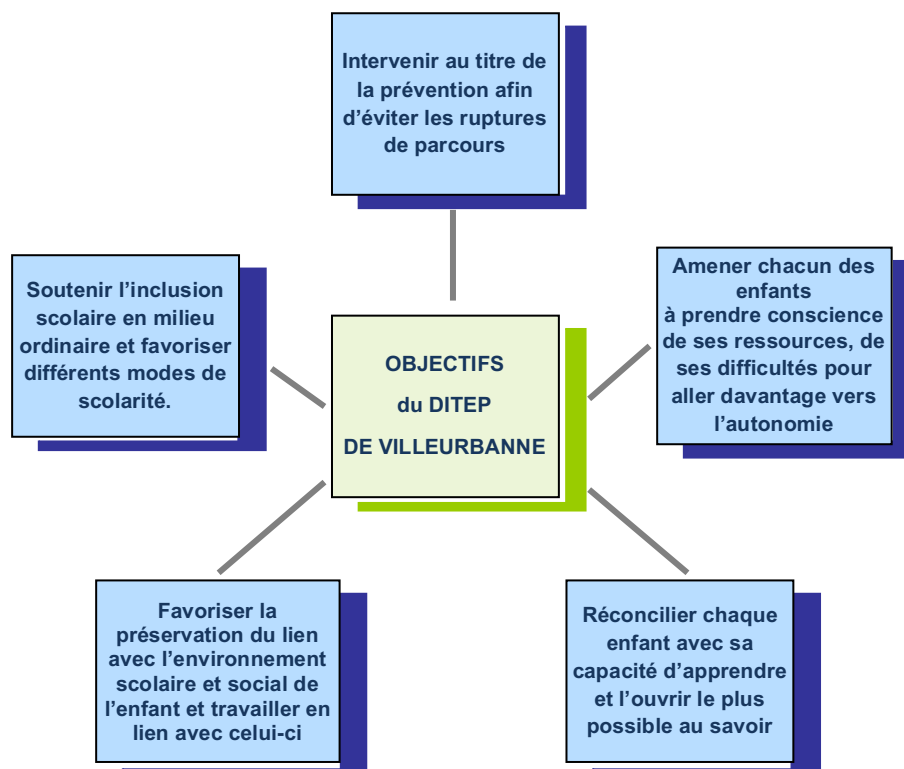 Intervenir au titre de
la prévention afin
d’éviter les ruptures
de parcours
Soutenir l’inclusion
scolaire en milieu
ordinaire et favoriser
différents modes de
scolarité.
Amener chacun des
enfants
à prendre conscience
de ses ressources, de
ses difficultés pour
aller davantage vers
l’autonomie
OBJECTIFS
du DITEP
DE VILLEURBANNE
Favoriser la
préservation du lien
avec l’environnement
scolaire et social de
l’enfant et travailler en
lien avec celui-ci
Réconcilier chaque
enfant avec sa
capacité d’apprendre
et l’ouvrir le plus
possible au savoir